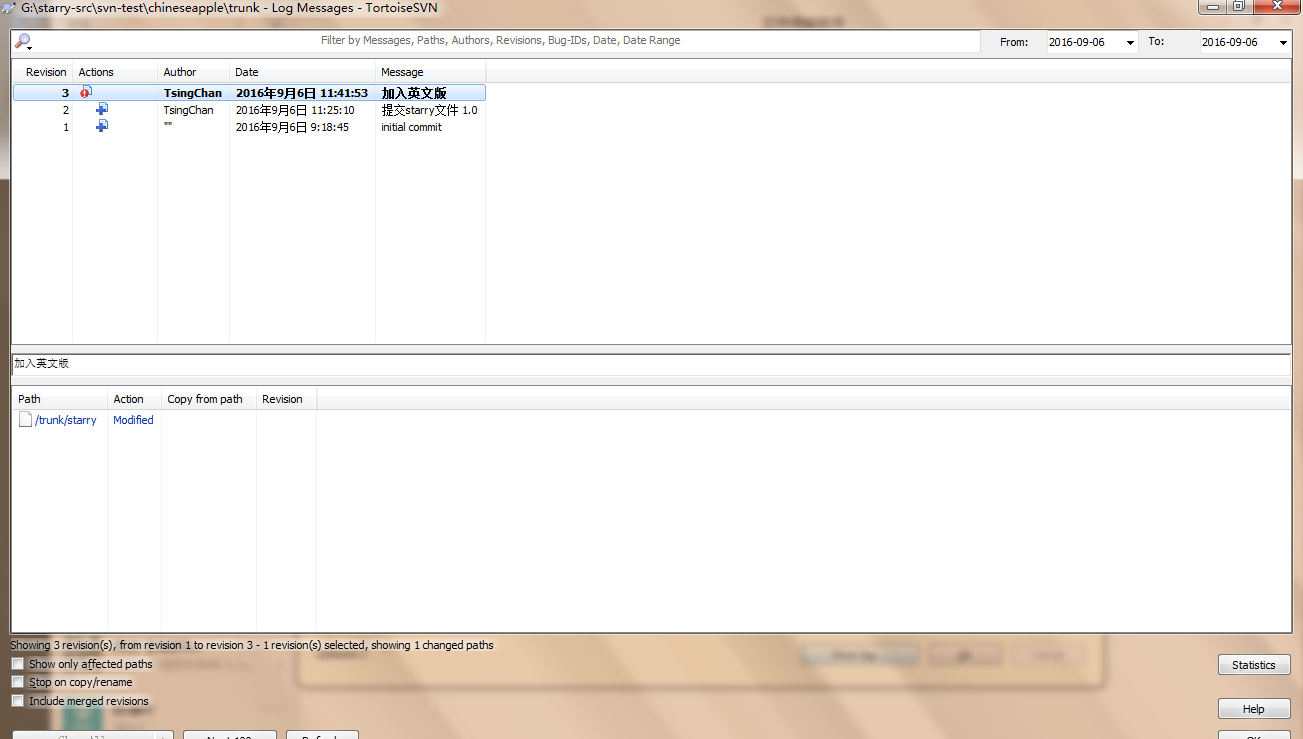 G:\starry-src\svn-test\chineseapple\trunk - Log Messages - TortoiseSVN
Filter by Messages, Paths, Authors, Revisions, Bug-IDs, Date, Date Range From: 2016-09-06 To: 2016-09-06
Revision Actions Author Date Message
3 TsingChan 2016年9月6日 11:41:53 加入英文版
2 TsingChan 2016年9月6日 11:25:10 提交starry文件 1.0
1 "" 2016年9月6日 9:18:45 initial commit
加入英文版
Path Action Copy from path Revision
/trunk/starry Modified
Showing 3 revision(s), from revision 1 to revision 3 - 1 revision(s) selected, showing 1 changed paths
Show only affected paths
Statistics
Stop on copy/rename
Include merged revisions
Help